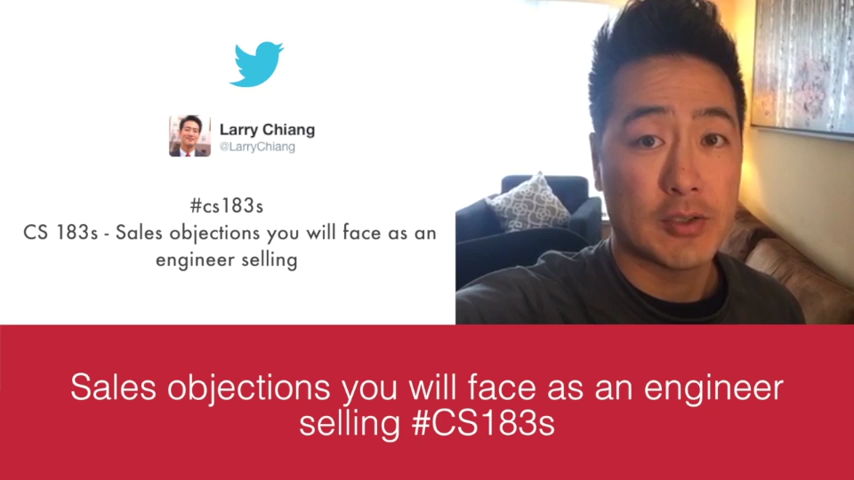 Larry Chiang
@LarryChiang
#cs183s
CS 183s - Sales objections you will face as an
engineer selling
Sales objections you will face as an engineer
selling #CS183s